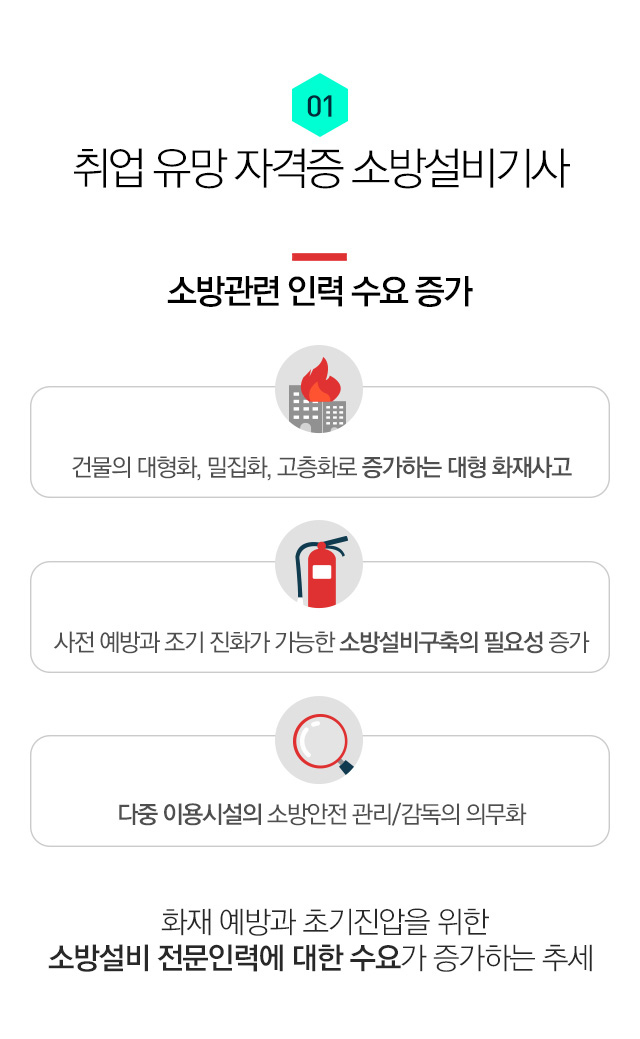 01
취업 유망 자격증 소방설비기사
소방관련 인력 수요 증가
건물의 대형화, 밀집화, 고층화로 증가하는 대형 화재사고
사전 예방과 조기 진화가 가능한 소방설비구축의 필요성 증가
다중 이용시설의 소방안전 관리/감독의 의무화
화재 예방과 초기진압을 위한
소방설비 전문인력에 대한 수요가 증가하는 추세